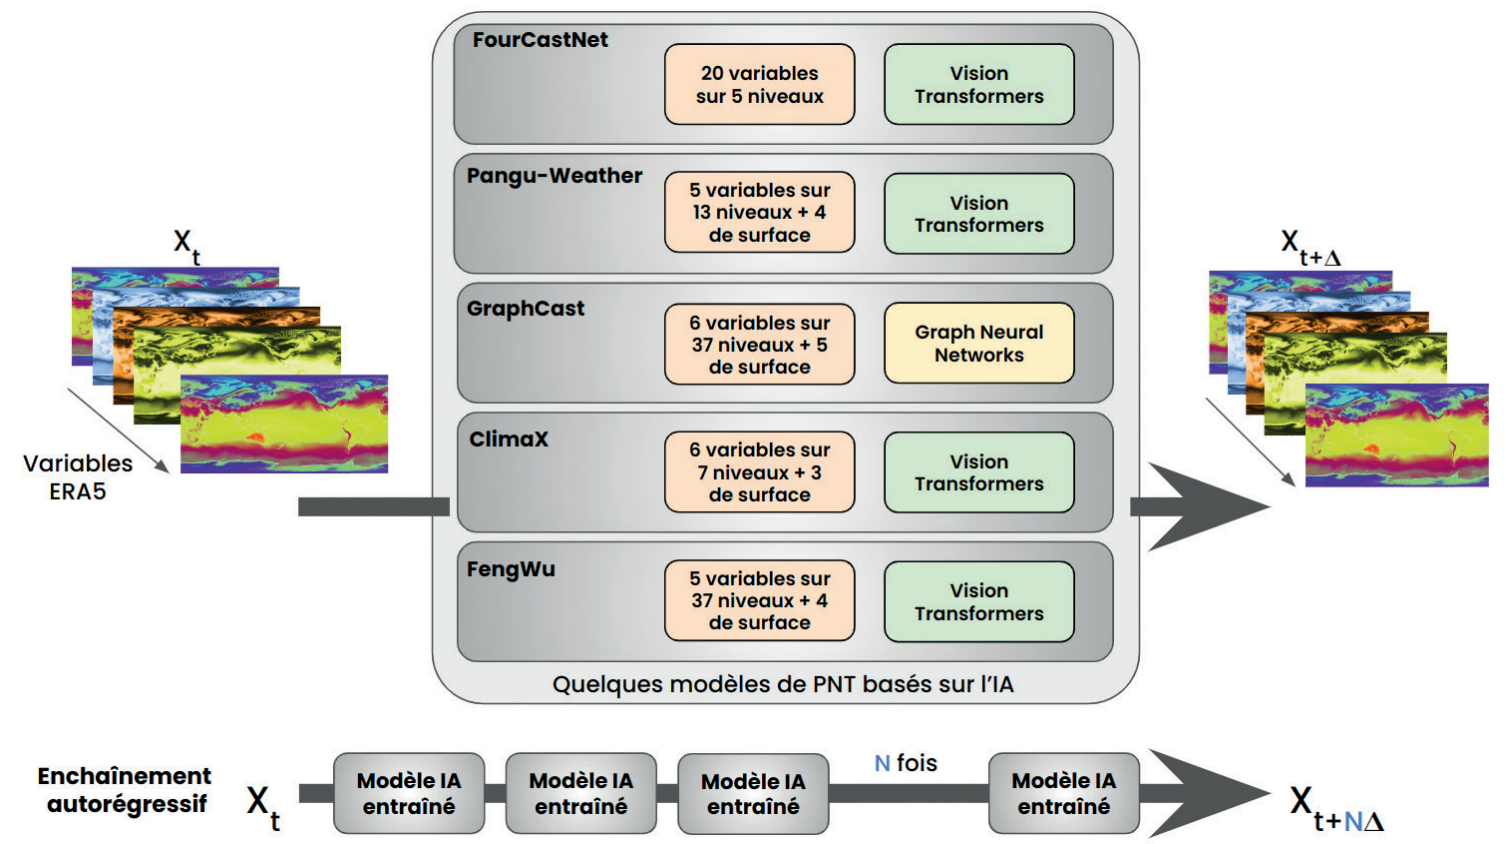 FourCastNet
20 variables
sur 5 niveaux
Vision
Transformers
Pangu-Weather
5 variables sur
13 niveaux + 4
de surface
Vision
Transformers
GraphCast
6 variables sur
37 niveaux + 5
de surface
Graph Neural
Networks
ClimaX
6 variables sur
7 niveaux + 3
de surface
Vision
Transformers
FengWu
5 variables sur
37 niveaux + 4
de surface
Vision
Transformers
Quelques modèles de PNT basés sur l'IA
Xt
Variables
ERA5
Xt+Δ
Enchaînement
autorégressif
Xt
Modèle IA
entraîné
Modèle IA
entraîné
Modèle IA
entraîné
N fois
Modèle IA
entraîné
Xt+NΔ